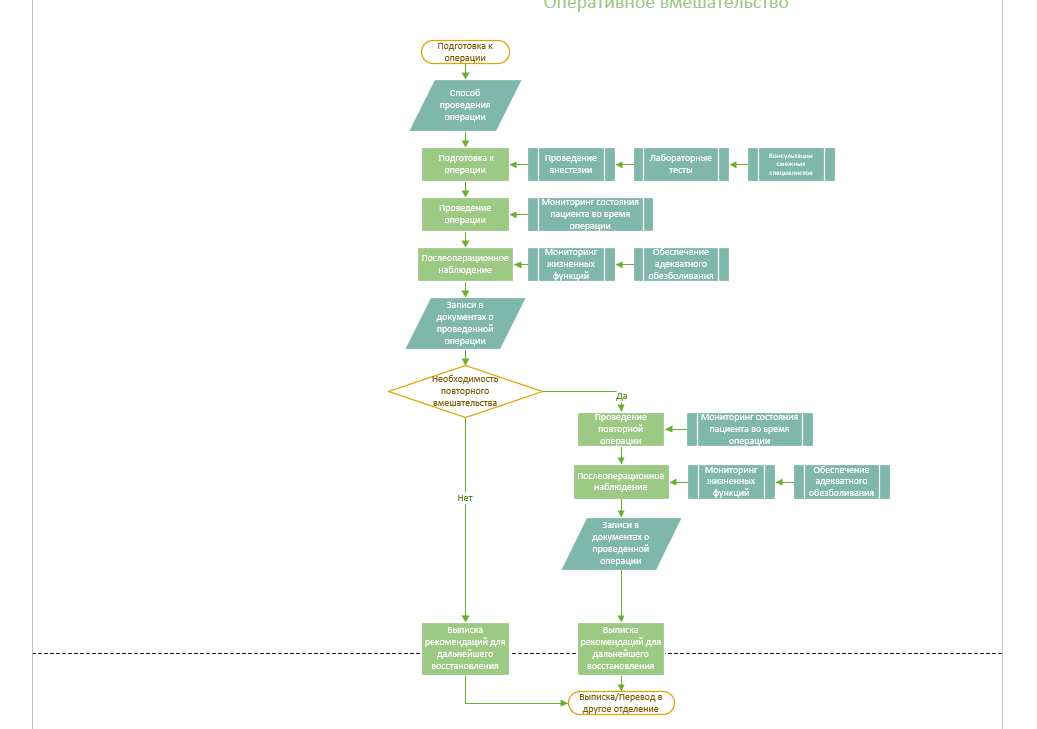 Оперативное вмешательство
Подготовка к
операции
Способ
проведения
операции
Подготовка к
операции
Проведение
анестезии
Лабораторные
тесты
Консультации
смежных
специалистов
Проведение
операции
Мониторинг состояния
пациента во время
операции
Послеоперационное
наблюдение
Мониторинг
жизненных
функций
Обеспечение
адекватного
обезболивания
Записи в
документах о
проведенной
операции
Необходимость
повторного
вмешательства
Да
Проведение
повторной
операции
Мониторинг состояния
пациента во время
операции
Послеоперационное
наблюдение
Мониторинг
жизненных
функций
Обеспечение
адекватного
обезболивания
Нет
Записи в
документах о
проведенной
операции
Выписка
рекомендаций для
дальнейшего
восстановления
Выписка
рекомендаций для
дальнейшего
восстановления
Выписка/Перевод в
другое отделение